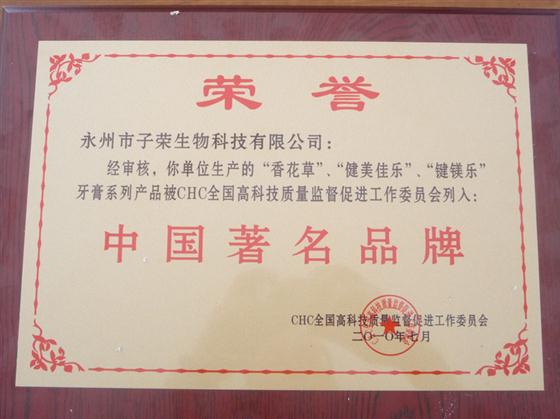 荣誉
永州市子荣生物科技有限公司：
经审核，你单位生产的“香花草”、“健美佳乐”、“键镁乐”
牙膏系列产品被CHC全国高科技质量监督促进工作委员会列入：
中国著名品牌
CHC全国高科技质量监督促进工作委员会
二〇一〇年七月